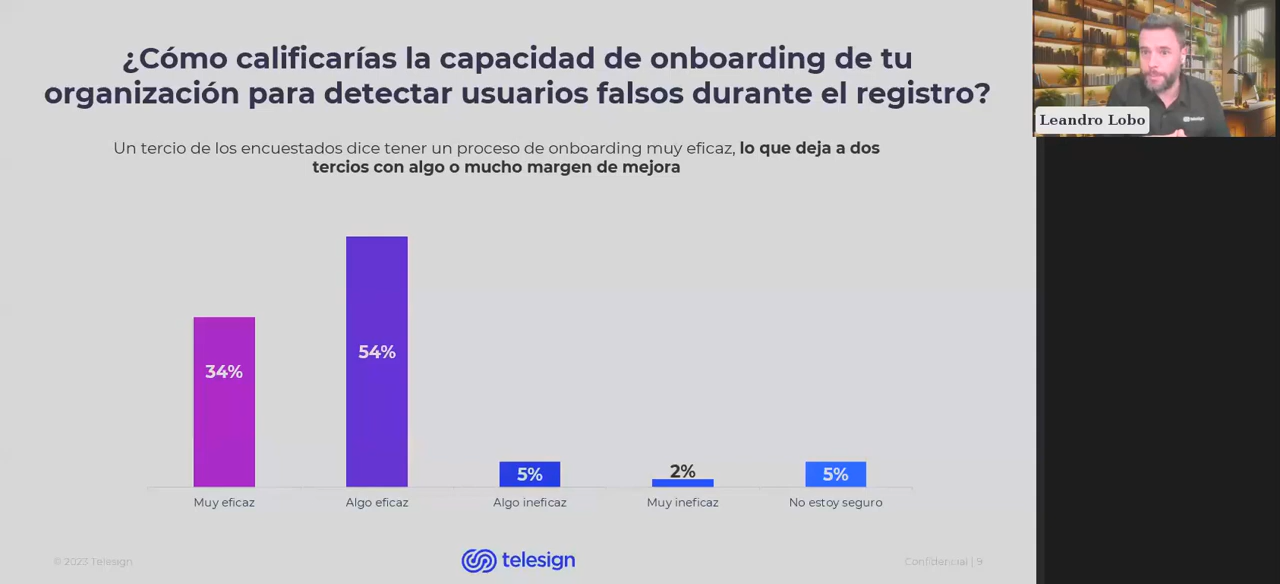 ¿Cómo calificarías la capacidad de onboarding de tu
organización para detectar usuarios falsos durante el registro?
Un tercio de los encuestados dice tener un proceso de onboarding muy eficaz, lo que deja a dos
tercios con algo o mucho margen de mejora
34%
54%
5%
2%
5%
Muy eficaz
Algo eficaz
Algo ineficaz
Muy ineficaz
No estoy seguro
© 2023 Telesign
telesign
Confidencial | 9
Leandro Lobo
telesign